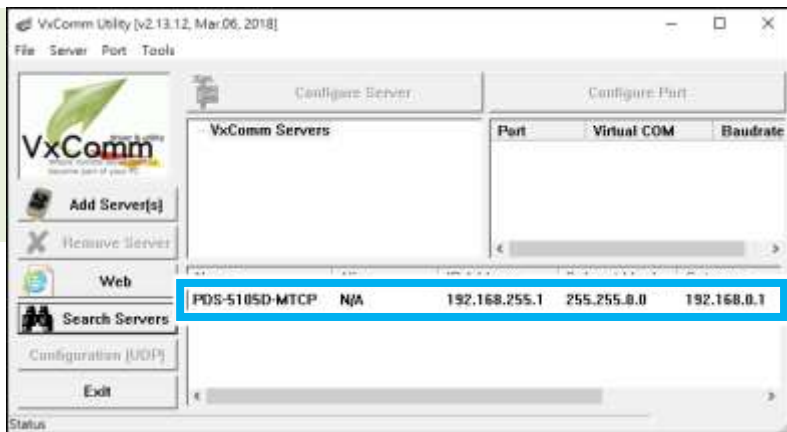 VxComm Utility [v2.13.12, Mar.06, 2018]
File Server Port Tools
Configure Server
Configure Port
VxComm
driver & utility
VxComm Servers
Port Virtual COM Baudrate
Add Server(s)
Remove Server
Web
PDS-5105D-MTCP N/A 192.168.255.1 255.255.0.0 192.168.0.1
Search Servers
Configuration (UDP)
Exit
Status